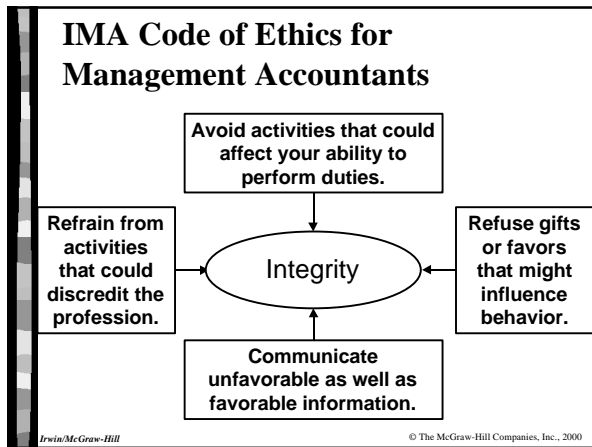 IMA Code of Ethics for
Management Accountants
Avoid activities that could
affect your ability to
perform duties.
Refrain from
activities
that could
discredit the
profession.
Integrity
Refuse gifts
or favors
that might
influence
behavior.
Communicate
unfavorable as well as
favorable information.
Irwin/McGraw-Hill
© The McGraw-Hill Companies, Inc., 2000